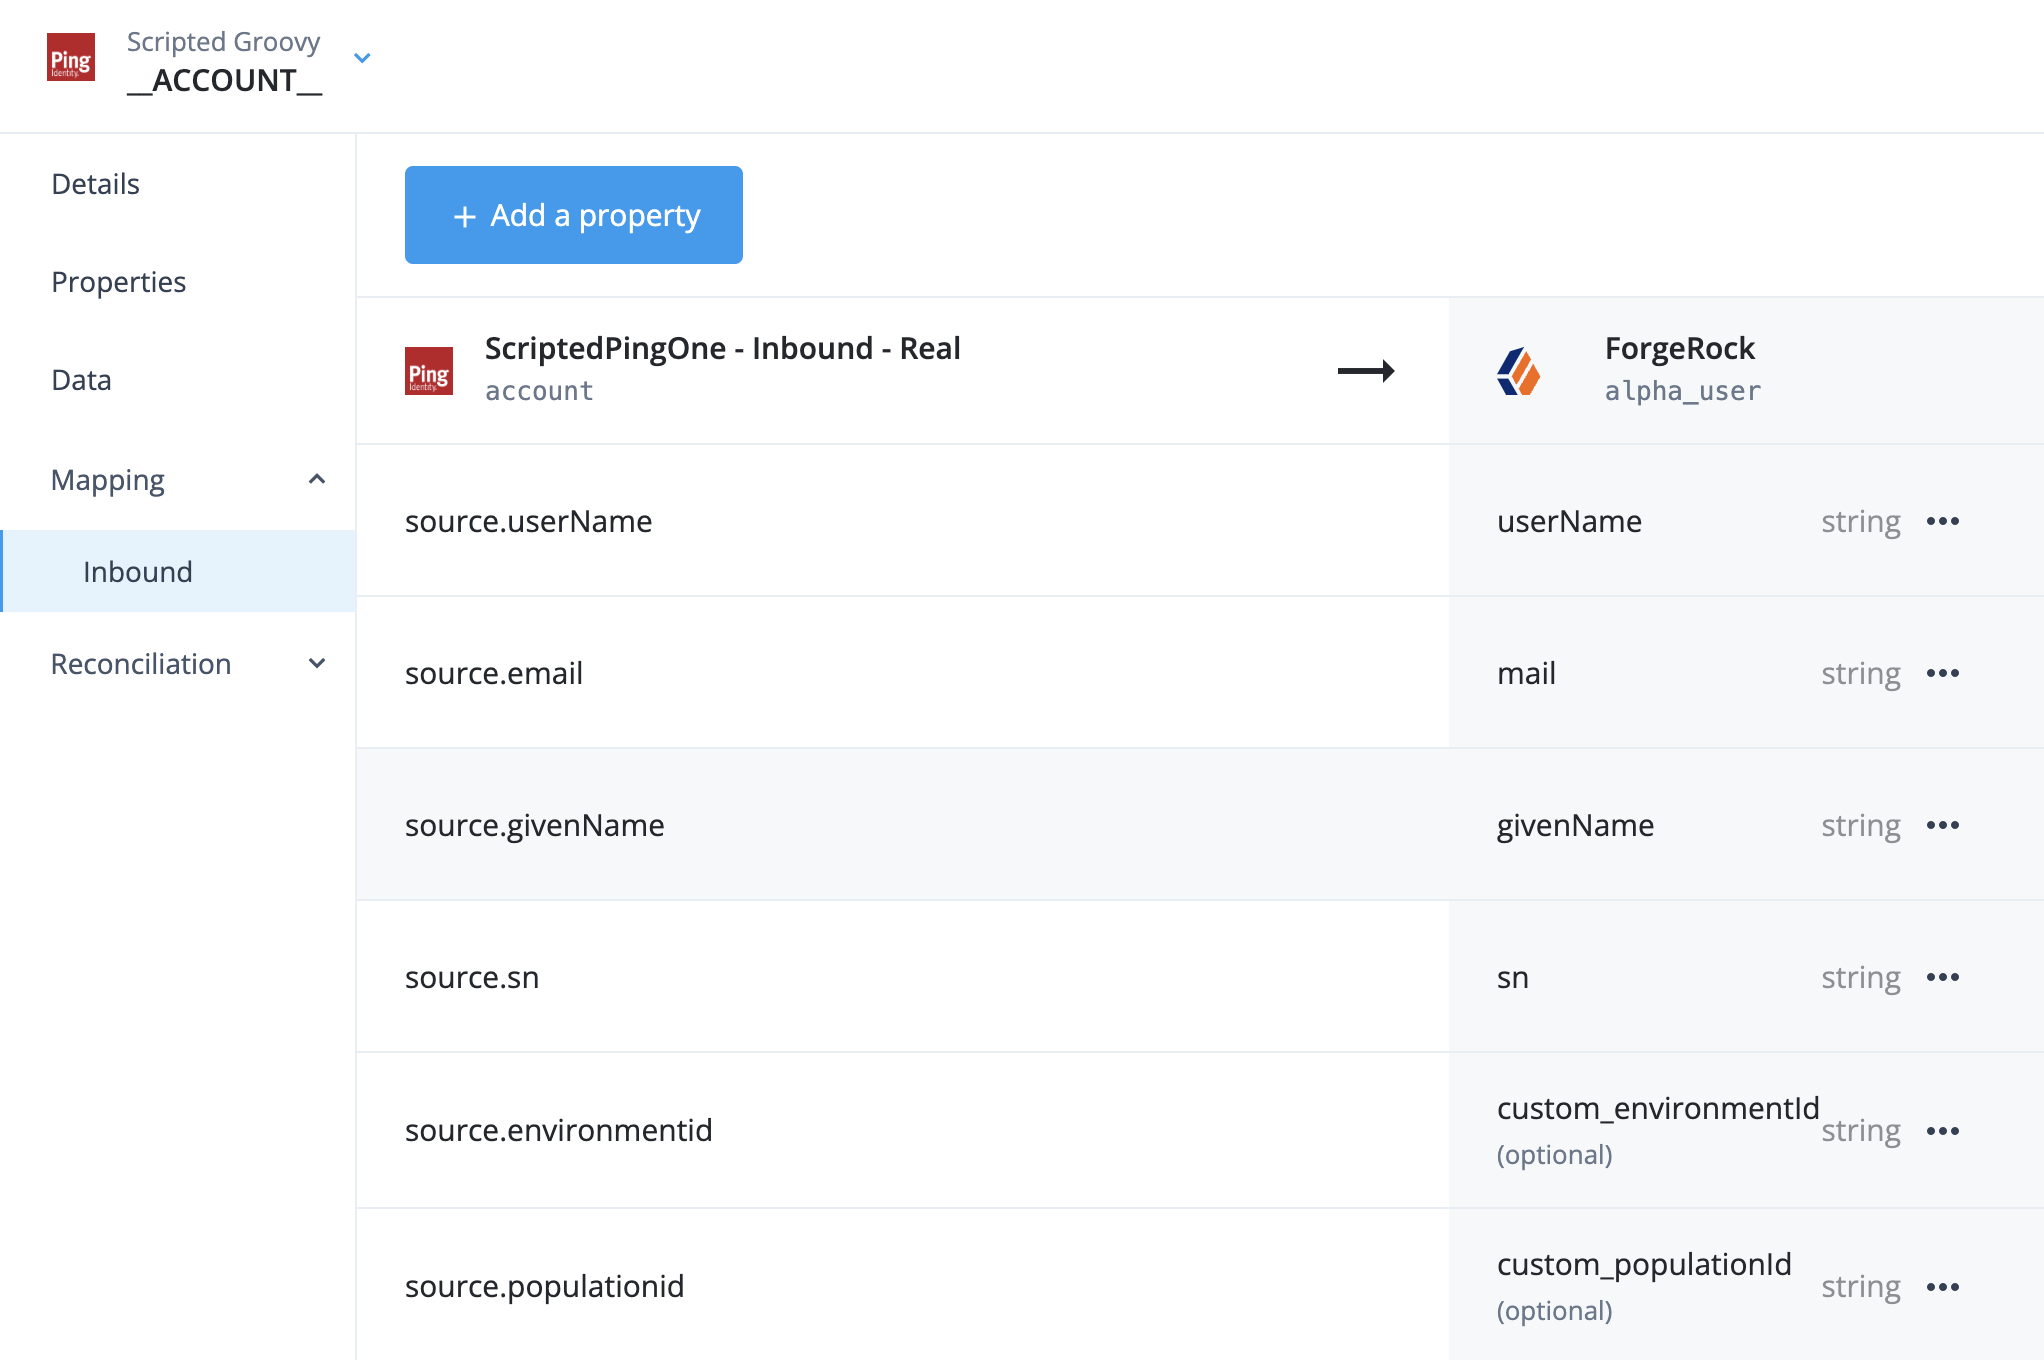 Ping
Identity.
Scripted Groovy
__ACCOUNT__
Details
Properties
Data
Mapping
Inbound
Reconciliation
+ Add a property
Ping
Identity.
ScriptedPingOne - Inbound - Real
account
ForgeRock
alpha_user
source.userName
userName string
source.email
mail string
source.givenName
givenName string
source.sn
sn string
source.environmentid
custom_environmentId
(optional)
string
source.populationid
custom_populationId
(optional)
string